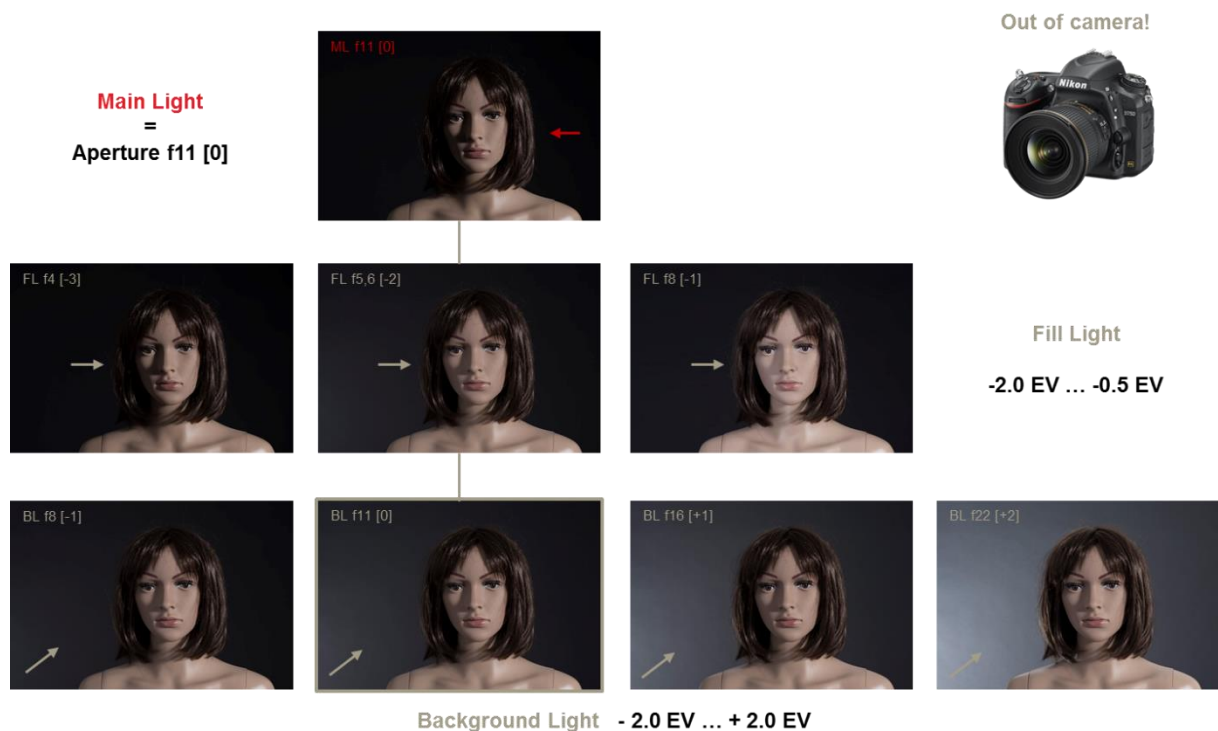 Out of camera!
ML f11 [0]
Nikon
D750
Main Light
=
Aperture f11 [0]
FL f4 [-3]
FL f5,6 [-2]
FL f8 [-1]
Fill Light
-2.0 EV … -0.5 EV
BL f8 [-1]
BL f11 [0]
BL f16 [+1]
BL f22 [+2]
Background Light - 2.0 EV … + 2.0 EV